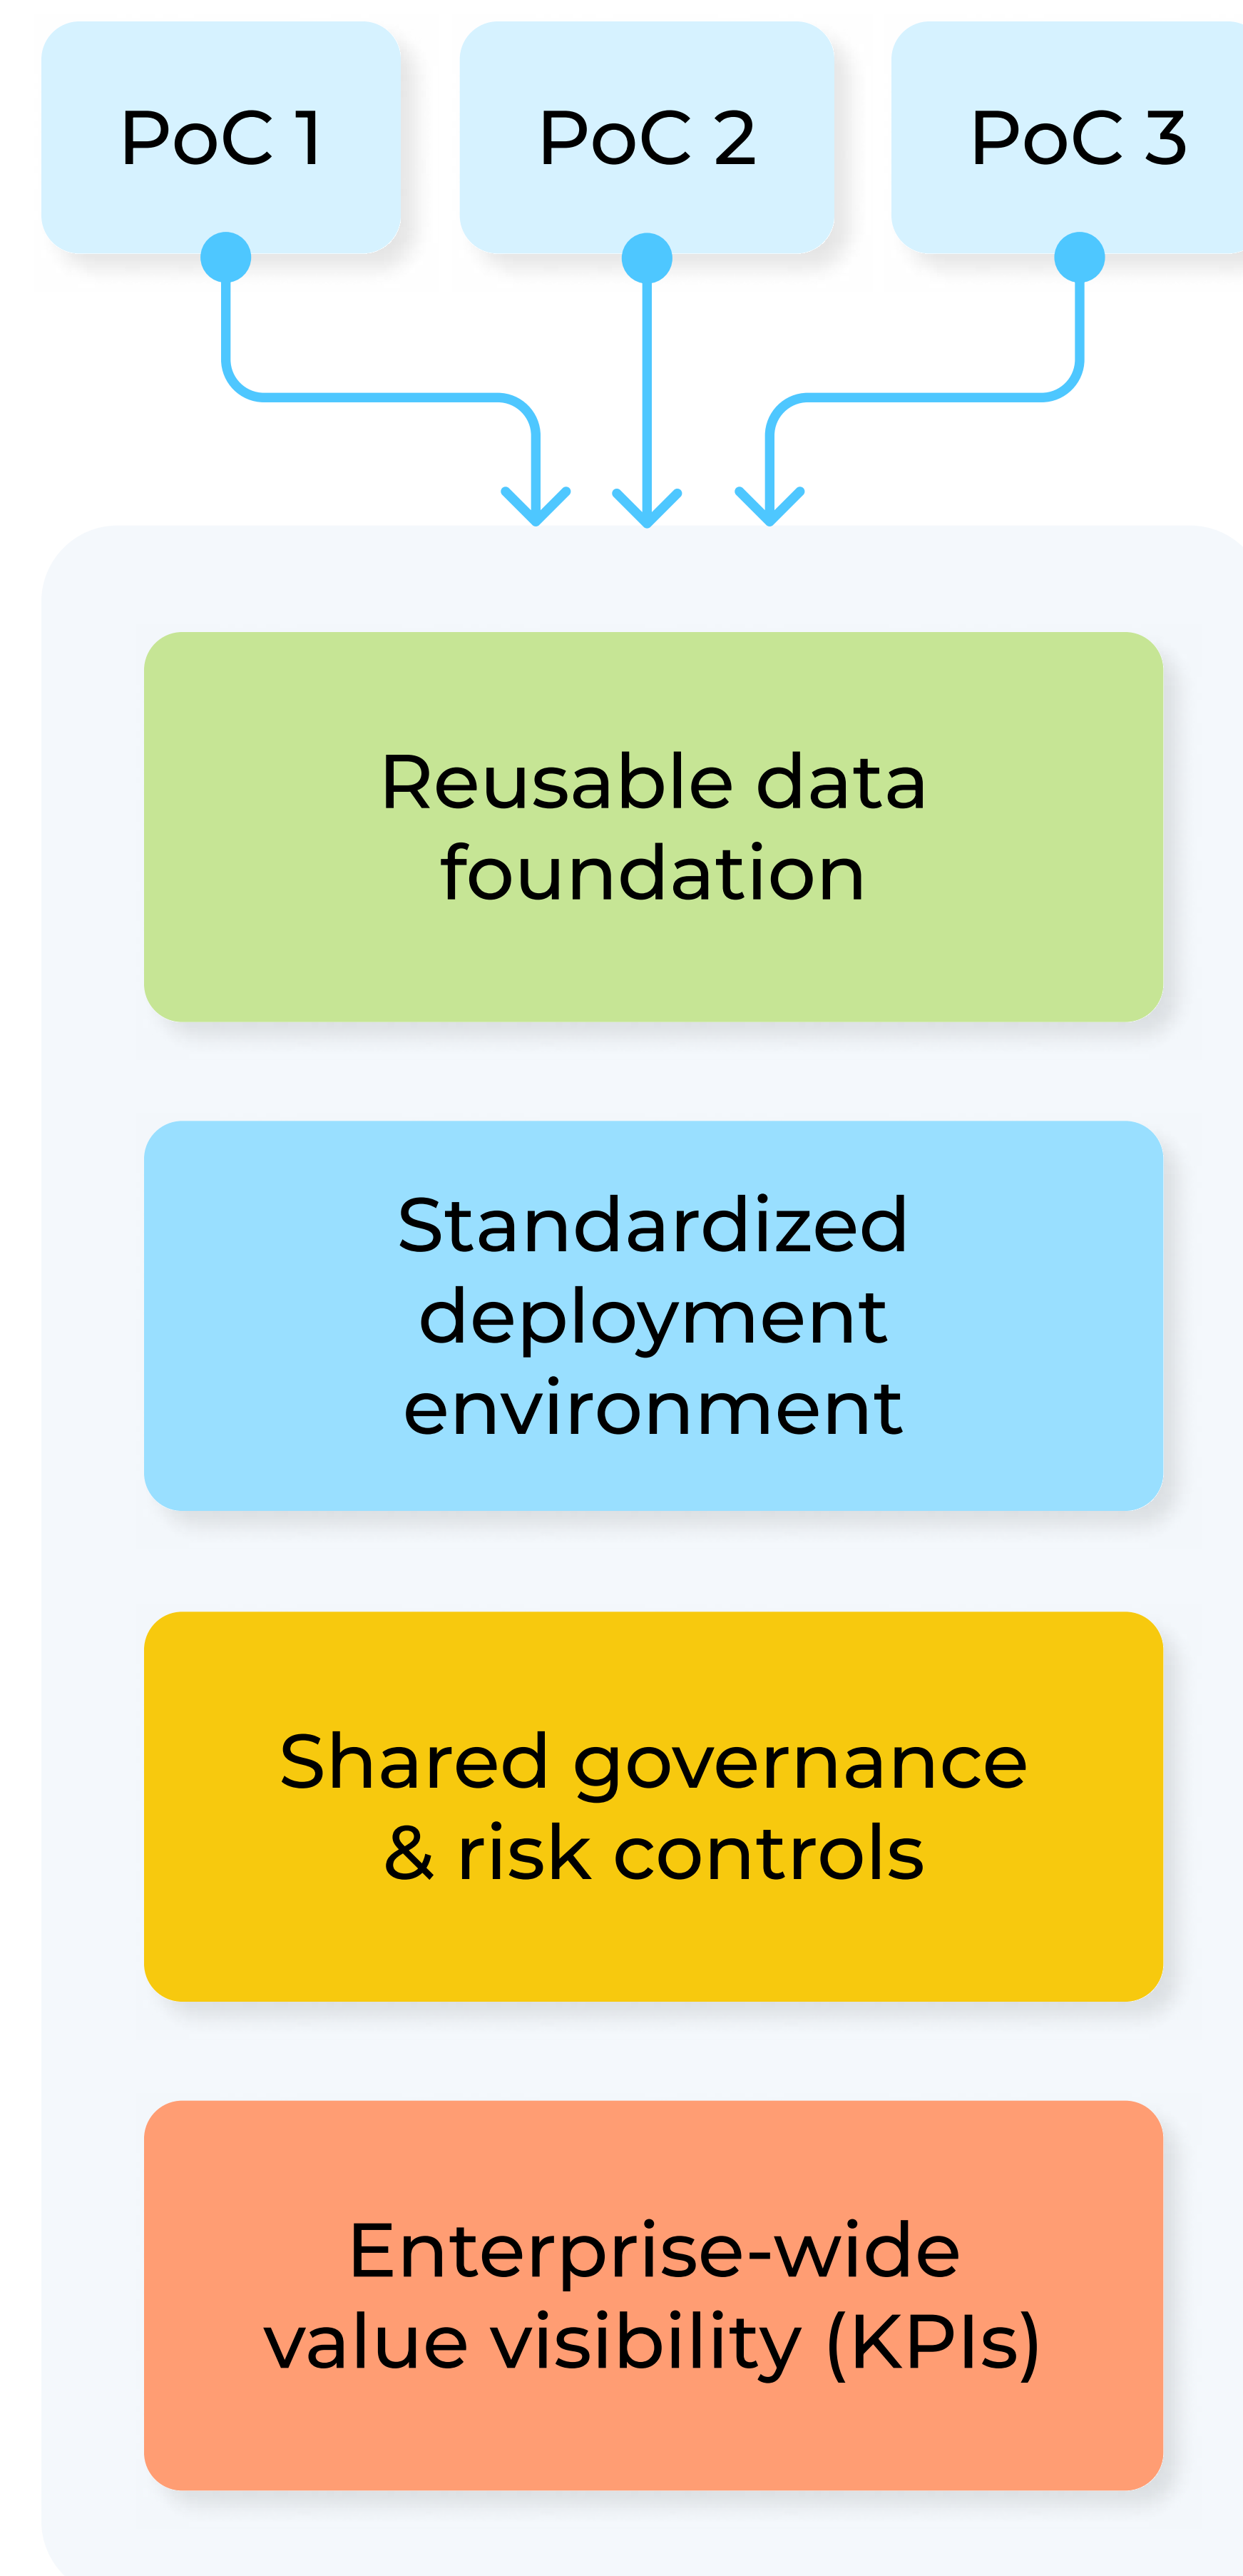 PoC 1
PoC 2
PoC 3
Reusable data
foundation
Standardized
deployment
environment
Shared governance
& risk controls
Enterprise-wide
value visibility (KPIs)